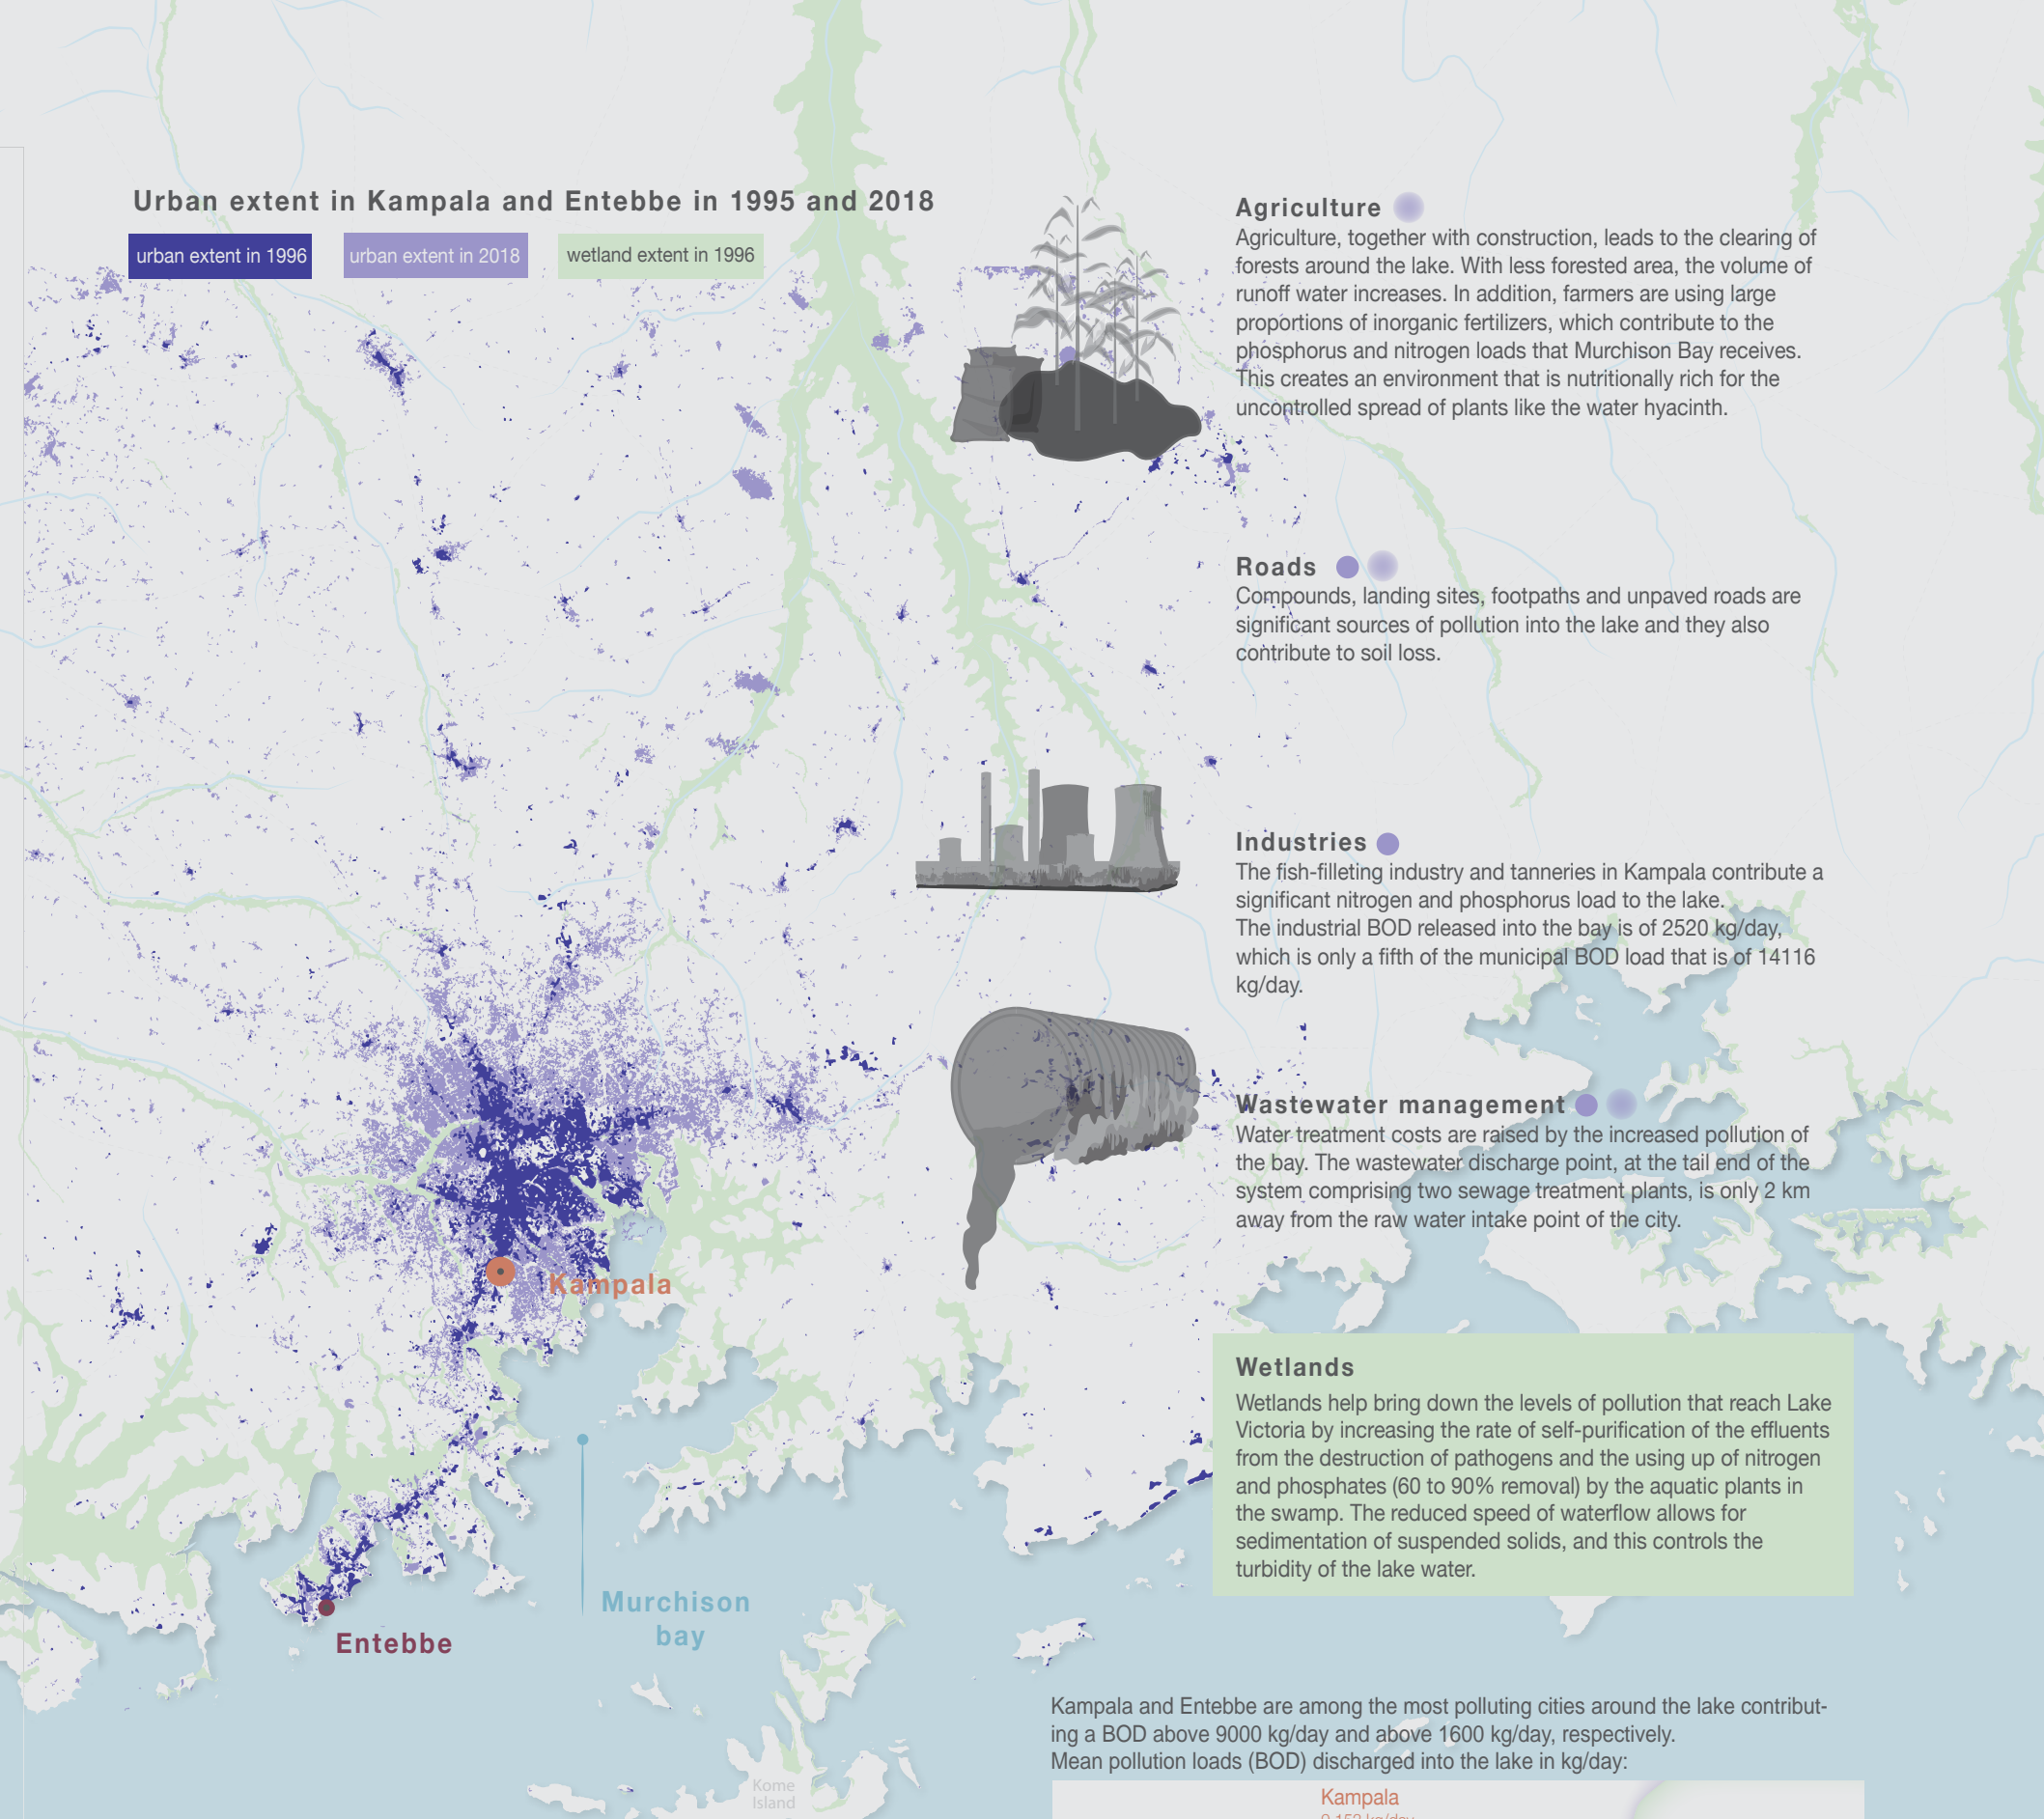 Urban extent in Kampala and Entebbe in 1995 and 2018
urban extent in 1996
urban extent in 2018
wetland extent in 1996
Agriculture
Agriculture, together with construction, leads to the clearing of
forests around the lake. With less forested area, the volume of
runoff water increases. In addition, farmers are using large
proportions of inorganic fertilizers, which contribute to the
phosphorus and nitrogen loads that Murchison Bay receives.
This creates an environment that is nutritionally rich for the
uncontrolled spread of plants like the water hyacinth.
Roads
Compounds, landing sites, footpaths and unpaved roads are
significant sources of pollution into the lake and they also
contribute to soil loss.
Industries
The fish-filleting industry and tanneries in Kampala contribute a
significant nitrogen and phosphorus load to the lake.
The industrial BOD released into the bay is of 2520 kg/day,
which is only a fifth of the municipal BOD load that is of 14116
kg/day.
Wastewater management
Water treatment costs are raised by the increased pollution of
the bay. The wastewater discharge point, at the tail end of the
system comprising two sewage treatment plants, is only 2 km
away from the raw water intake point of the city.
Kampala
Wetlands
Wetlands help bring down the levels of pollution that reach Lake
Victoria by increasing the rate of self-purification of the effluents
from the destruction of pathogens and the using up of nitrogen
and phosphates (60 to 90% removal) by the aquatic plants in
the swamp. The reduced speed of waterflow allows for
sedimentation of suspended solids, and this controls the
turbidity of the lake water.
Murchison
bay
Entebbe
Kampala and Entebbe are among the most polluting cities around the lake contribut-
ing a BOD above 9000 kg/day and above 1600 kg/day, respectively.
Mean pollution loads (BOD) discharged into the lake in kg/day:
Kome
Island
Kampala